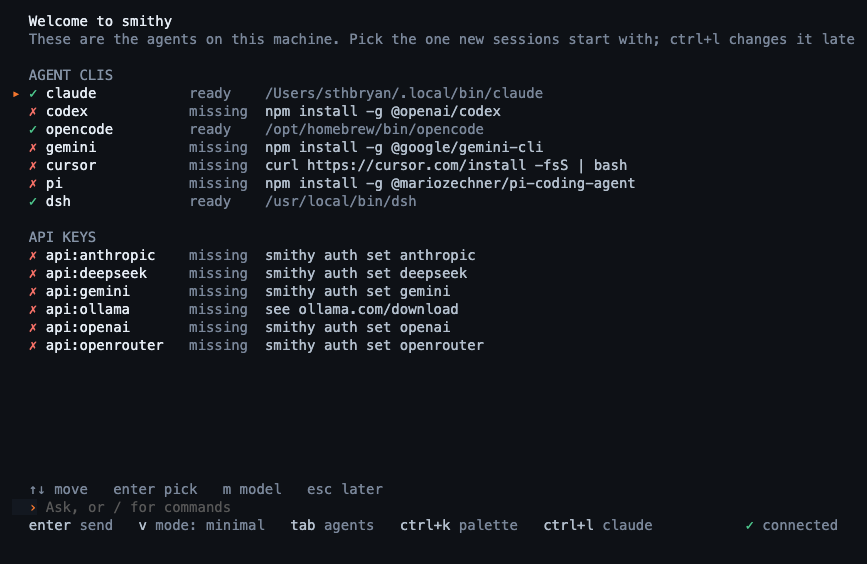 Welcome to smithy
These are the agents on this machine. Pick the one new sessions start with; ctrl+l changes it late
AGENT CLIS
▸ ✓ claude ready /Users/sthbryan/.local/bin/claude
✗ codex missing npm install -g @openai/codex
✓ opencode ready /opt/homebrew/bin/opencode
✗ gemini missing npm install -g @google/gemini-cli
✗ cursor missing curl https://cursor.com/install -fsS | bash
✗ pi missing npm install -g @mariozechner/pi-coding-agent
✓ dsh ready /usr/local/bin/dsh
API KEYS
✗ api:anthropic missing smithy auth set anthropic
✗ api:deepseek missing smithy auth set deepseek
✗ api:gemini missing smithy auth set gemini
✗ api:ollama missing see ollama.com/download
✗ api:openai missing smithy auth set openai
✗ api:openrouter missing smithy auth set openrouter
↑↓ move enter pick m model esc later
› Ask, or / for commands
enter send v mode: minimal tab agents ctrl+k palette ctrl+l claude ✓ connected